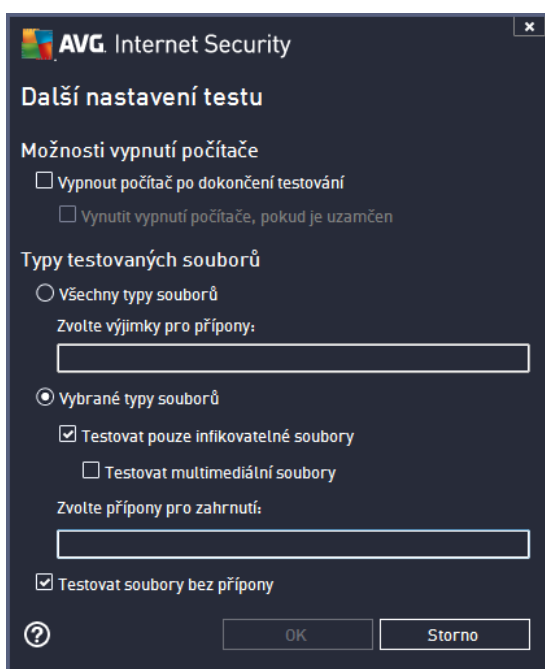 AVG. Internet Security
Další nastavení testu
Možnosti vypnutí počítače
Vypnout počítač po dokončení testování
Vynutit vypnutí počítače, pokud je uzamčen
Typy testovaných souborů
Všechny typy souborů
Zvolte výjimky pro přípony:
Vybrané typy souborů
Testovat pouze infikovatelné soubory
Testovat multimediální soubory
Zvolte přípony pro zahrnutí:
Testovat soubory bez přípony
OK
Storno